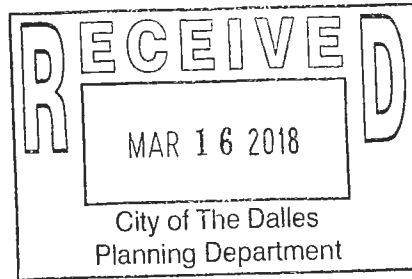 RECEIVED
MAR 16 2018
City of The Dalles
Planning Department